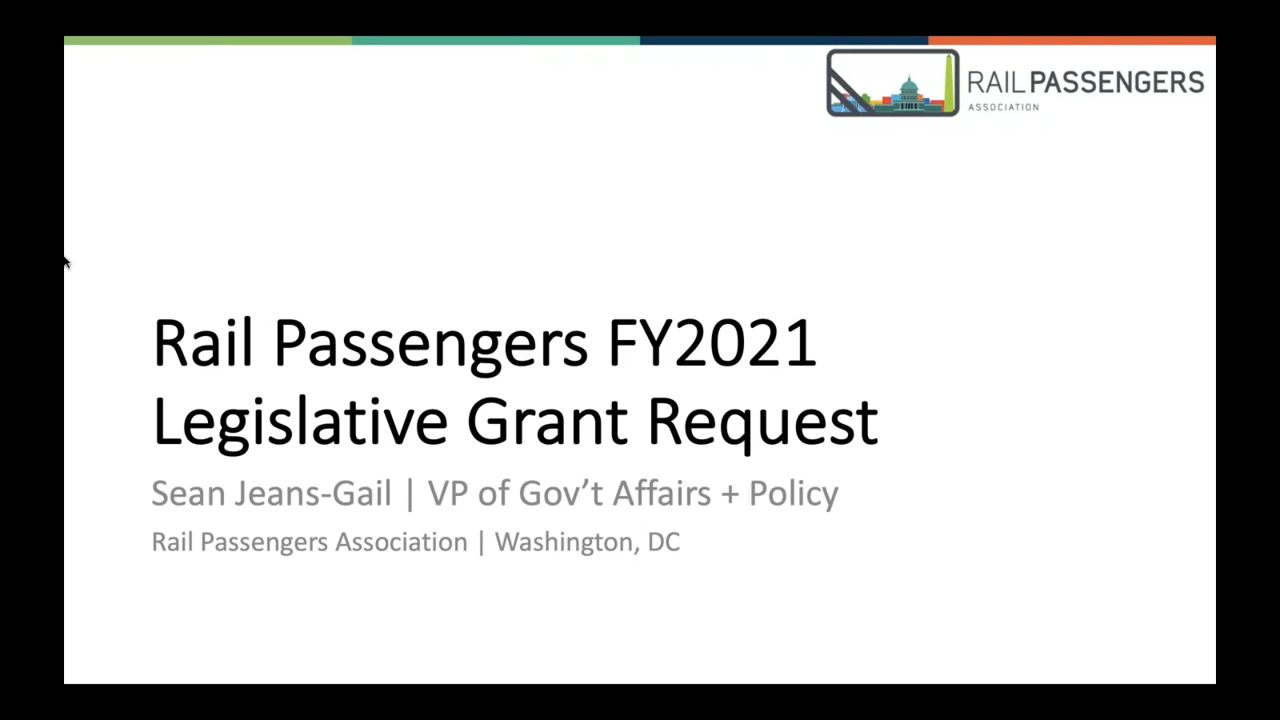 RAIL PASSENGERS
ASSOCIATION
Rail Passengers FY2021
Legislative Grant Request
Sean Jeans-Gail | VP of Gov’t Affairs + Policy
Rail Passengers Association | Washington, DC